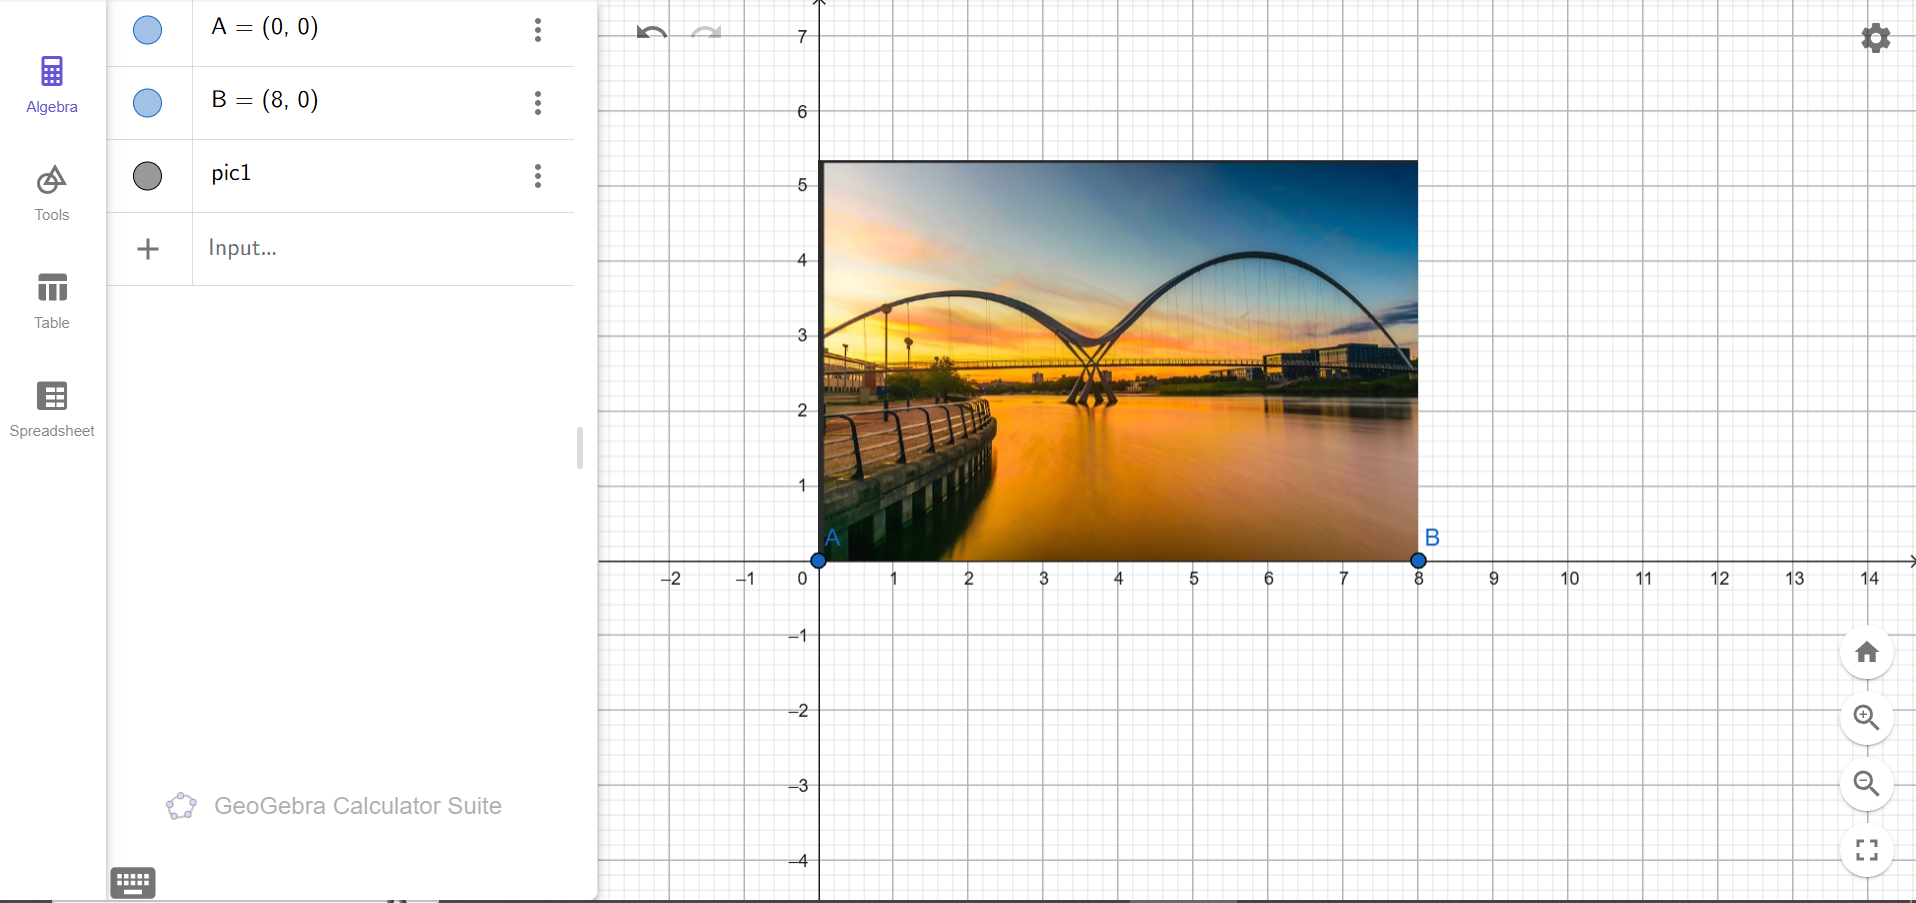 Algebra
Tools
Table
Spreadsheet
A = (0, 0)
B = (8, 0)
pic1
Input...
GeoGebra Calculator Suite
7
6
5
4
3
2
1
–1
–2
–3
–4
–2 –1 0 1 2 3 4 5 6 7 8 9 10 11 12 13 14
A
B